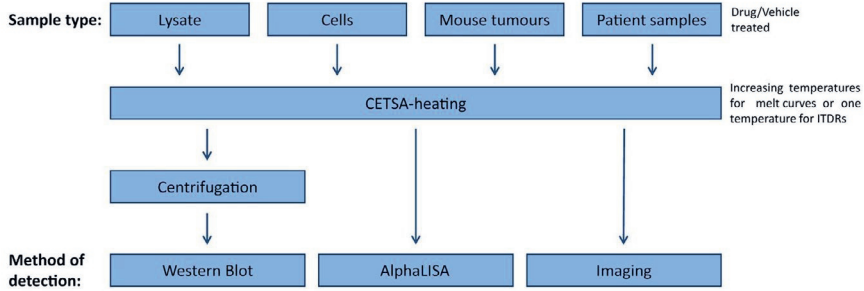 Sample type:
Lysate
Cells
Mouse tumours
Patient samples
Drug/Vehicle
treated
CETSA-heating
Increasing temperatures
for melt curves or one
temperature for ITDRs
Centrifugation
Method of
detection:
Western Blot
AlphaLISA
Imaging